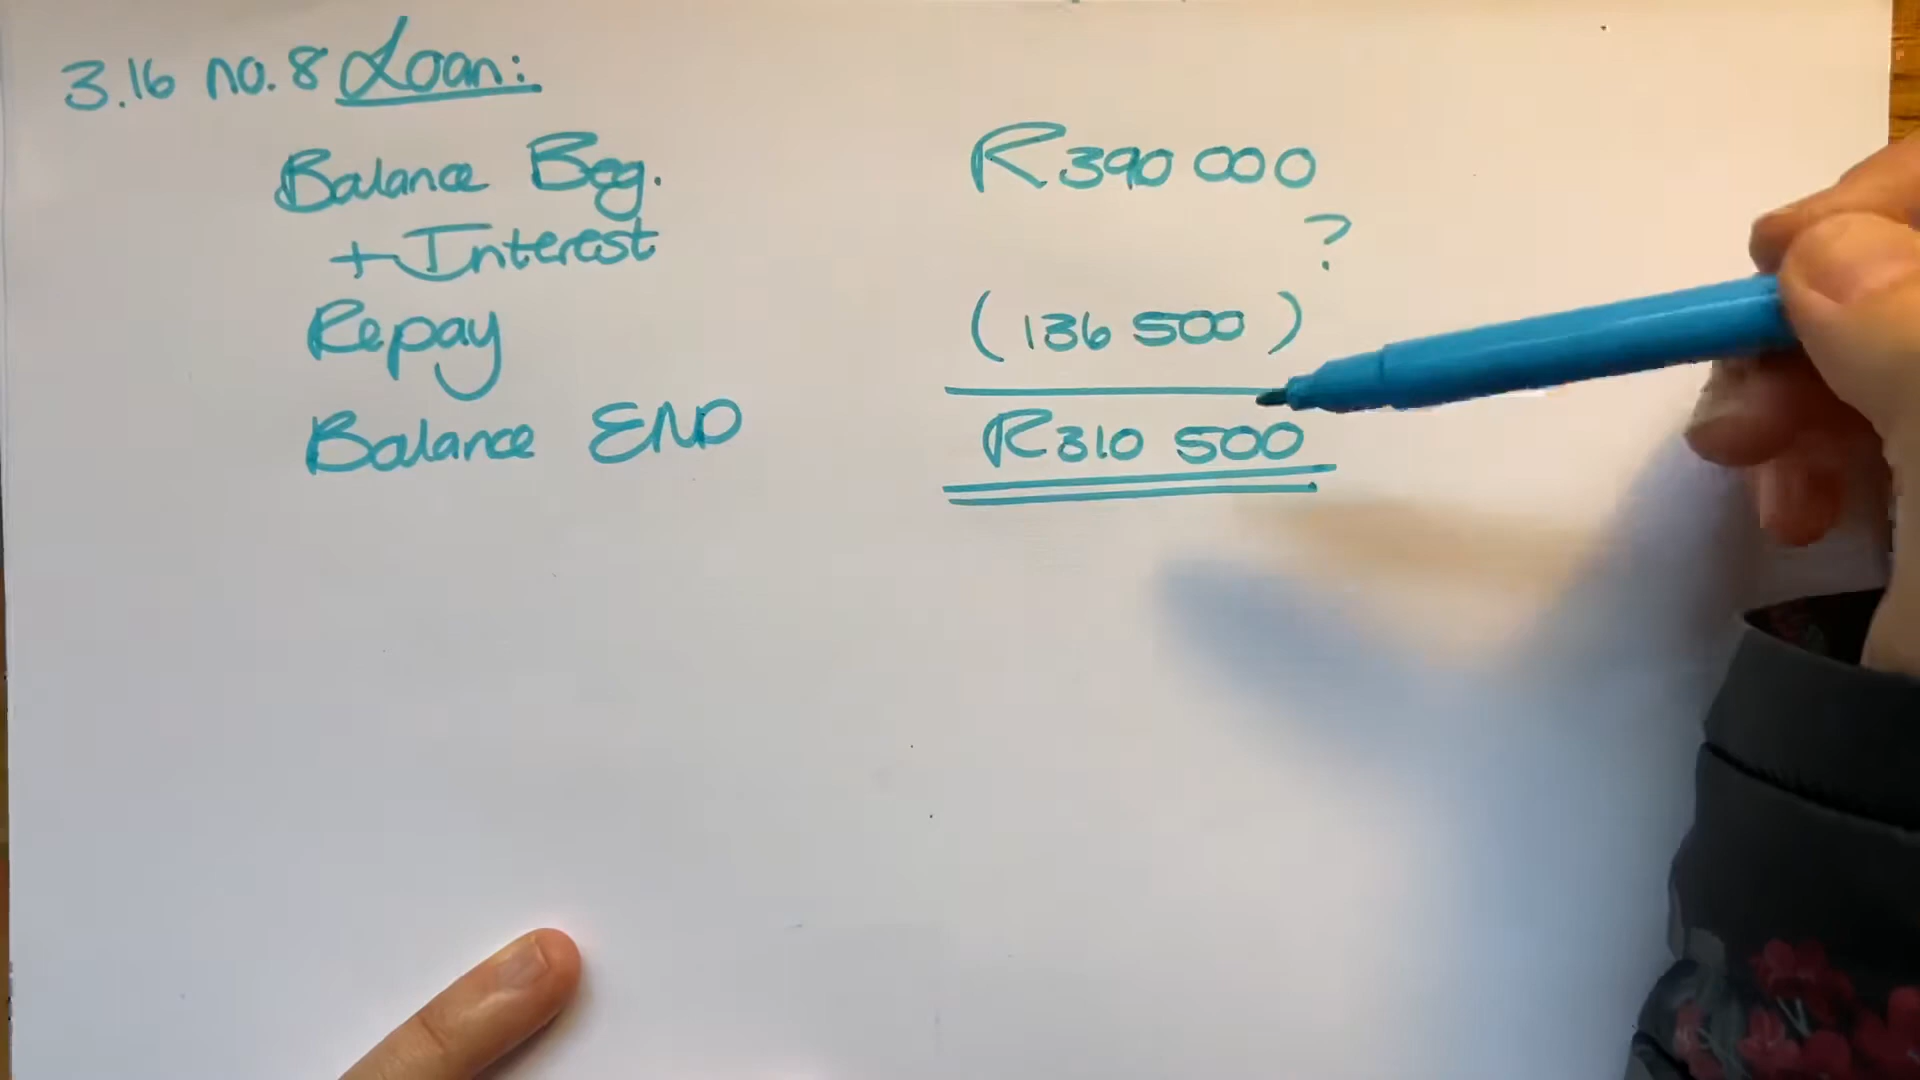 3.16 no. 8 Loan:
Balance Beg. R390 000
+ Interest ?
Repay (136 500)
Balance END R310 500